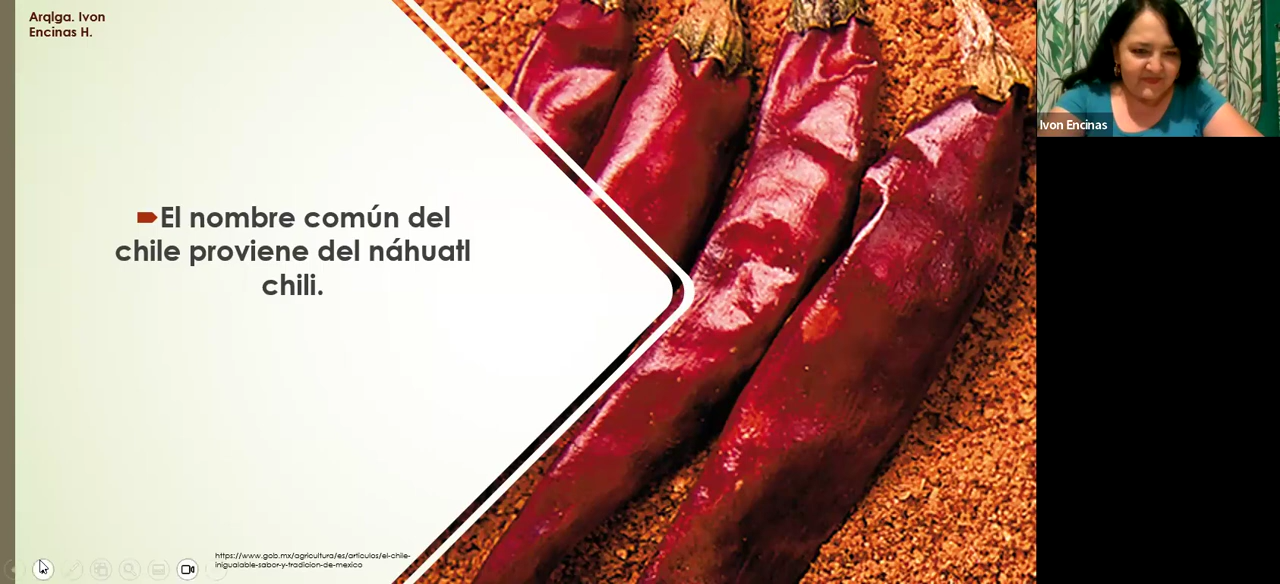 Arqlga. Ivon
Encinas H.
El nombre común del
chile proviene del náhuatl
chili.
https://www.gob.mx/agricultura/es/articulos/el-chile-
inigualable-sabor-y-tradicion-de-mexico
Ivon Encinas